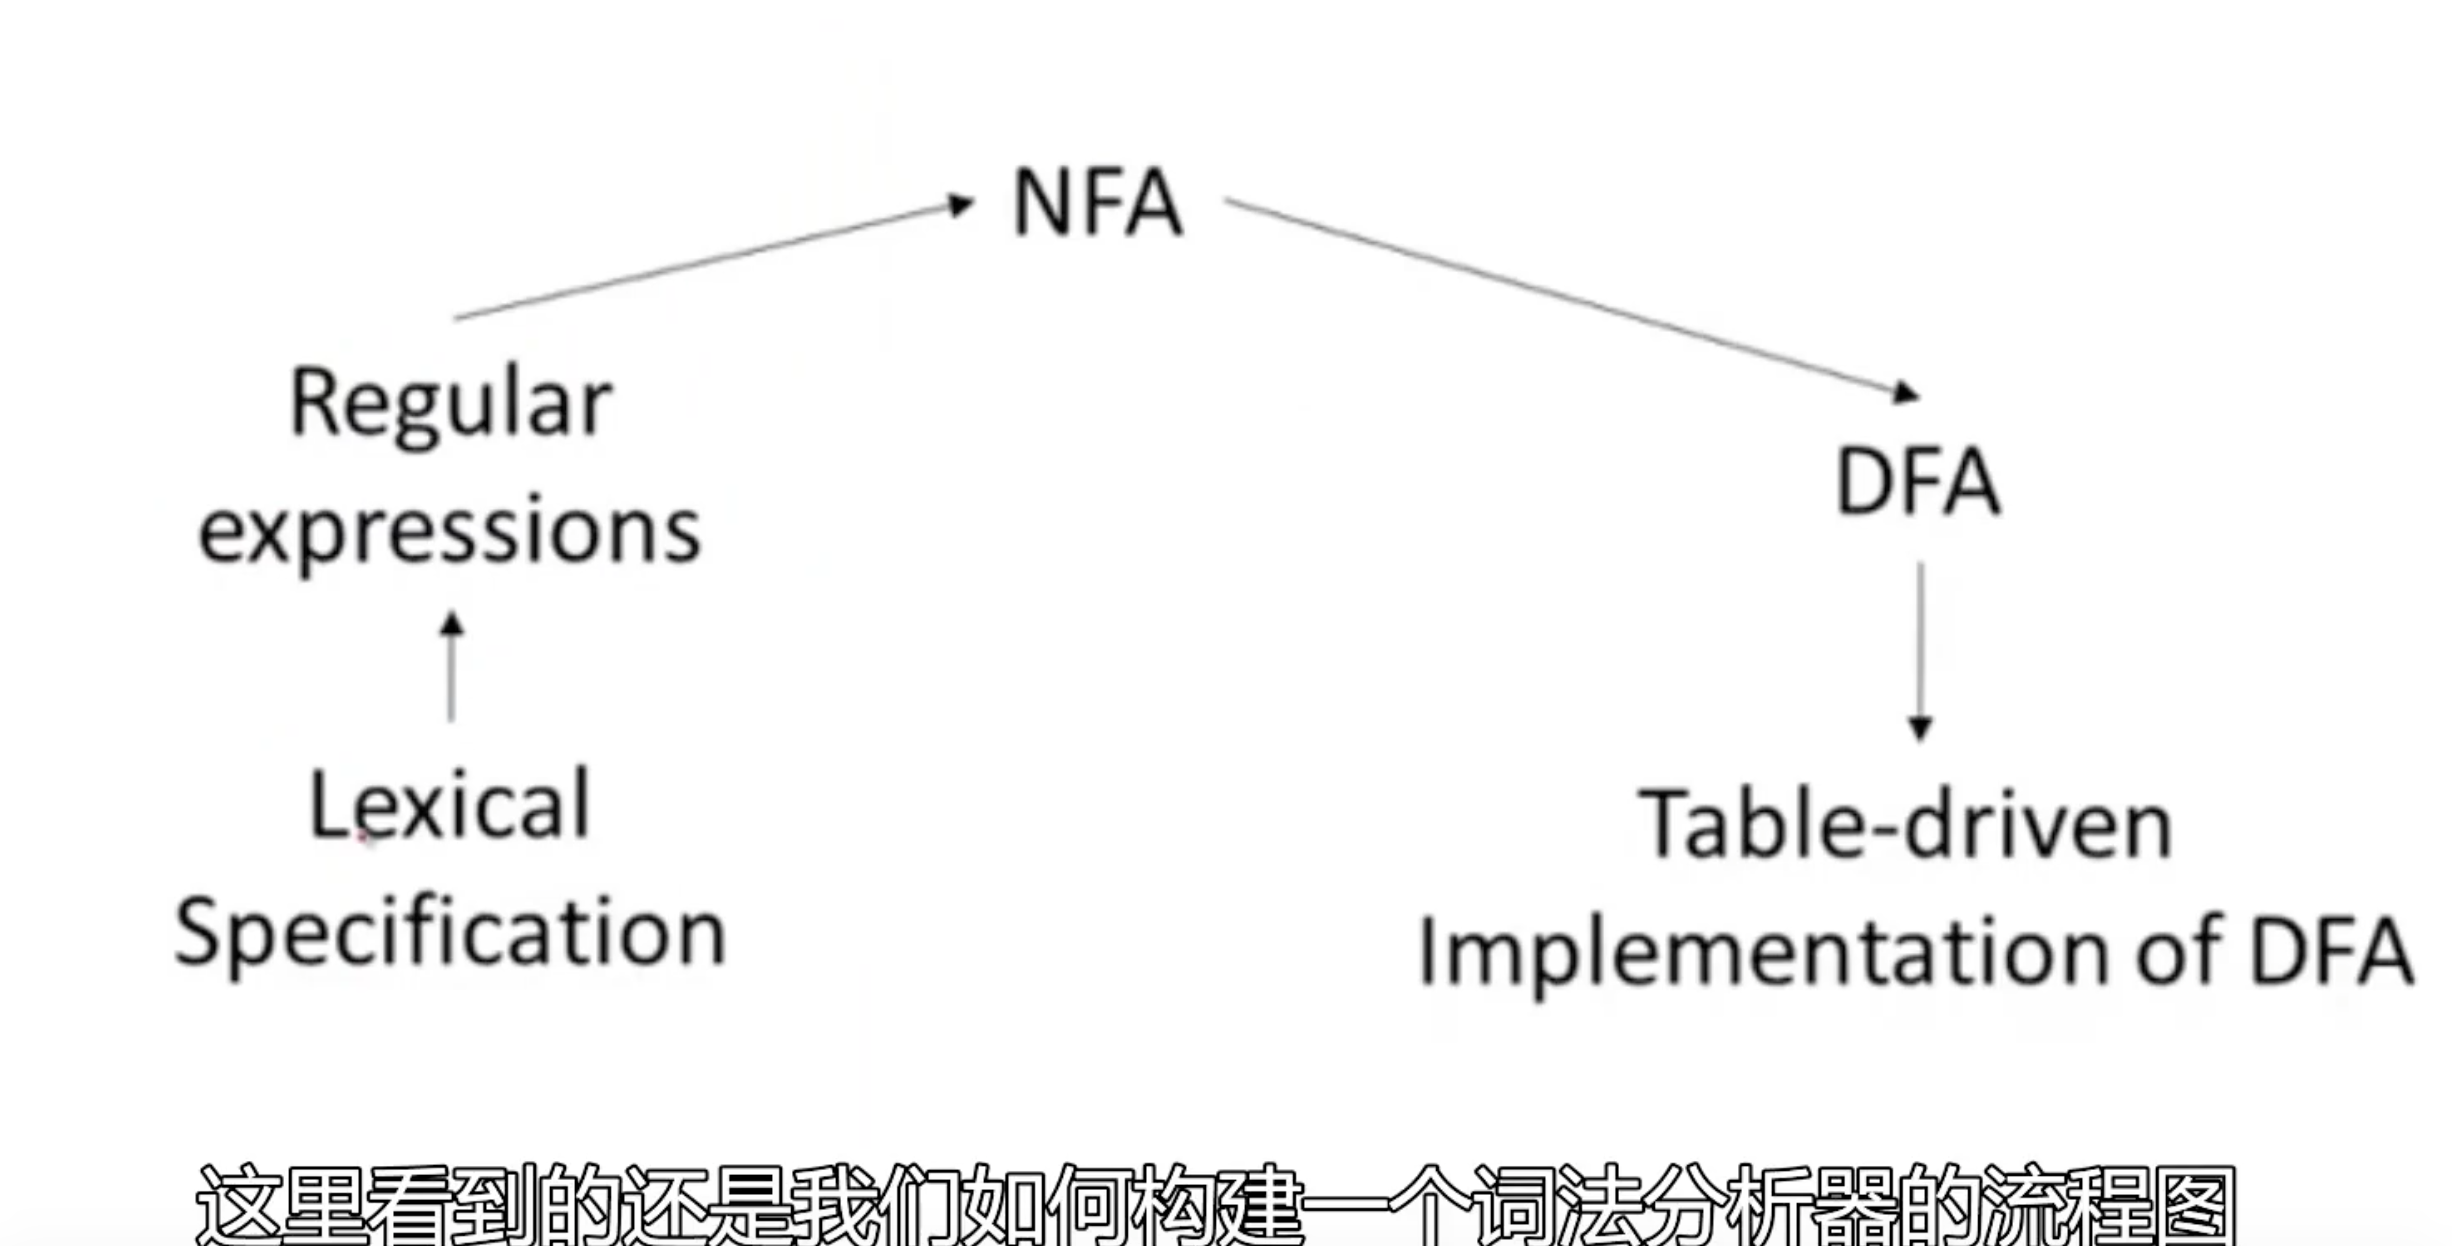 NFA
Regular
expressions
DFA
Lexical
Specification
Table-driven
Implementation of DFA
这里看到的还是我们如何构建一个词法分析器的流程图